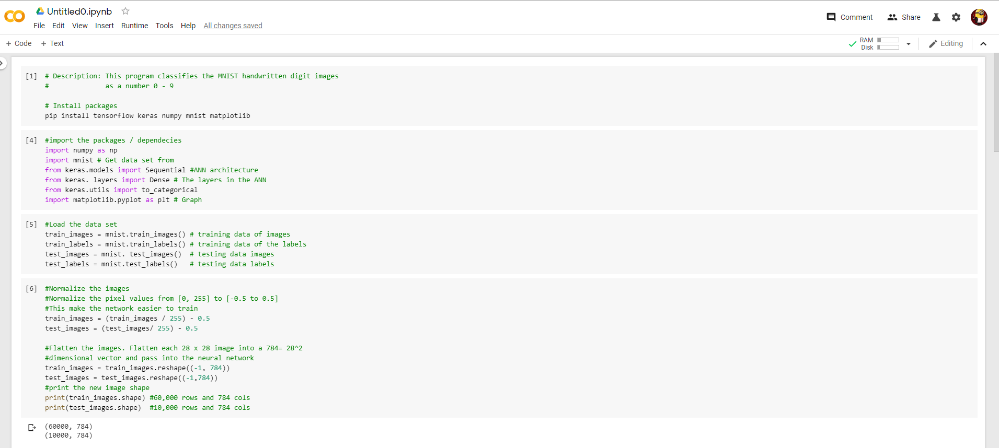 Untitled0.ipynb
File Edit View Insert Runtime Tools Help All changes saved
Comment Share
+ Code + Text
RAM
Disk
Editing
[1] # Description: This program classifies the MNIST handwritten digit images
#              as a number 0 - 9
# Install packages
pip install tensorflow keras numpy mnist matplotlib
[4] #import the packages / dependecies
import numpy as np
import mnist # Get data set from
from keras.models import Sequential #ANN architecture
from keras. layers import Dense # The layers in the ANN
from keras.utils import to_categorical
import matplotlib.pyplot as plt # Graph
[5] #Load the data set
train_images = mnist.train_images() # training data of images
train_labels = mnist.train_labels() # training data of the labels
test_images = mnist. test_images()  # testing data images
test_labels = mnist.test_labels()   # testing data labels
[6] #Normalize the images
#Normalize the pixel values from [0, 255] to [-0.5 to 0.5]
#This make the network easier to train
train_images = (train_images / 255) - 0.5
test_images = (test_images/ 255) - 0.5
#Flatten the images. Flatten each 28 x 28 image into a 784= 28^2
#dimensional vector and pass into the neural network
train_images = train_images.reshape((-1, 784))
test_images = test_images.reshape((-1,784))
#print the new image shape
print(train_images.shape) #60,000 rows and 784 cols
print(test_images.shape)  #10,000 rows and 784 cols
(60000, 784)
(10000, 784)